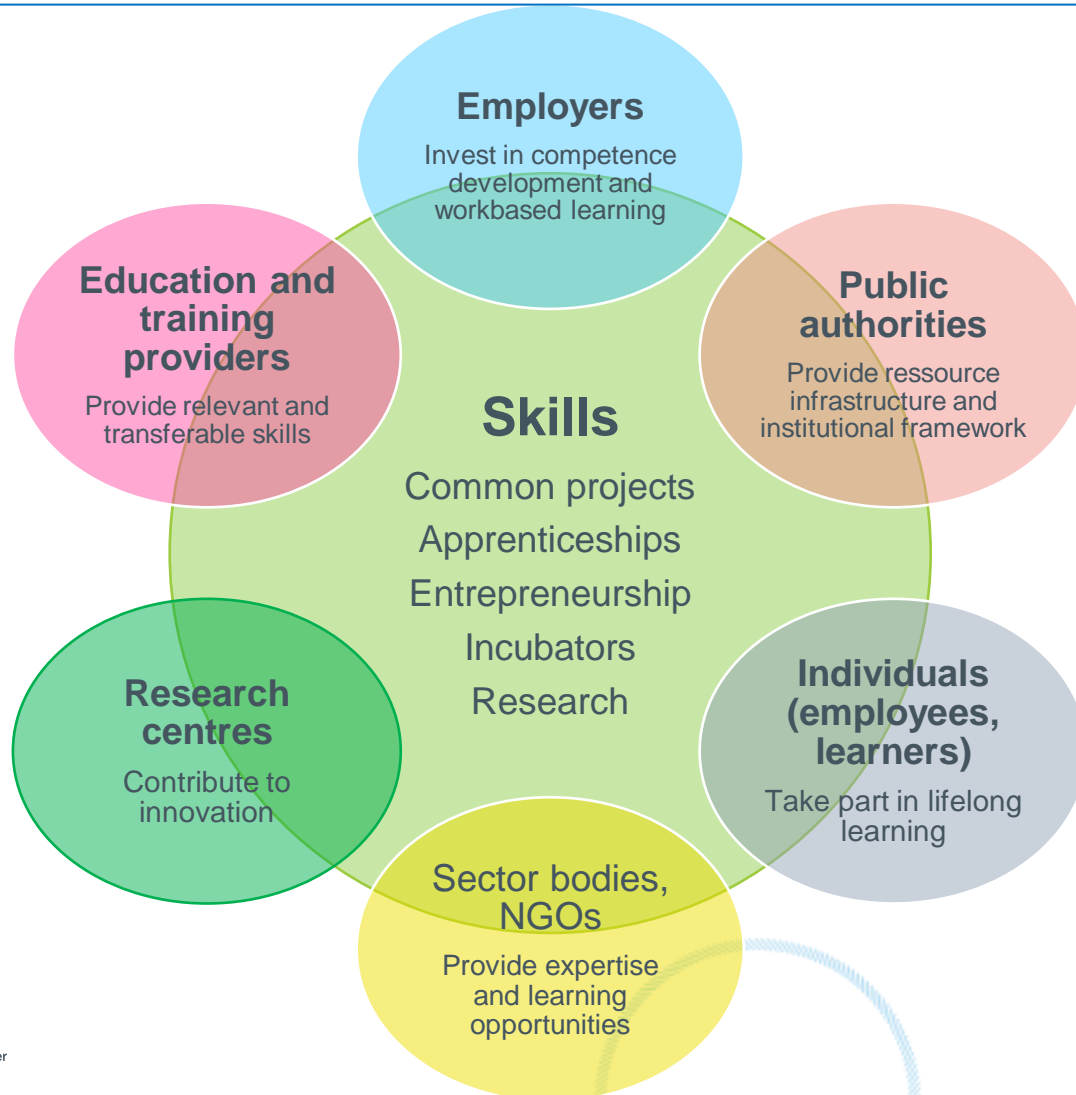 Employers
Invest in competence
development and
workbased learning
Education and
training
providers
Provide relevant and
transferable skills
Public
authorities
Provide ressource
infrastructure and
institutional framework
Skills
Common projects
Apprenticeships
Entrepreneurship
Incubators
Research
Research
centres
Contribute to
innovation
Individuals
(employees,
learners)
Take part in lifelong
learning
Sector bodies,
NGOs
Provide expertise
and learning
opportunities